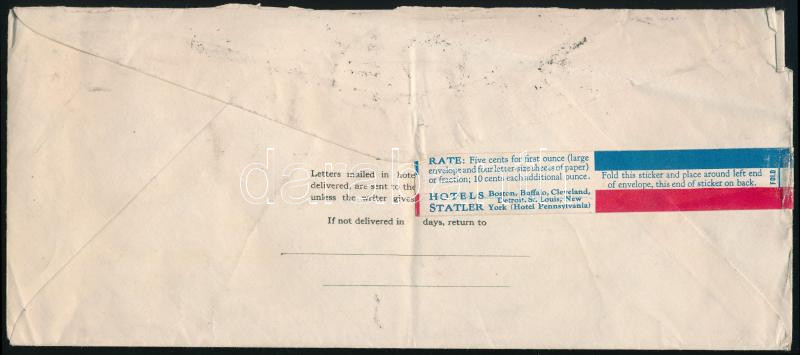 RATE: Five cents for first ounce (large
envelope and four letter-size sheets of paper)
or fraction; 10 cents each additional ounce.
HOTELS Boston, Buffalo, Cleveland,
Detroit, St. Louis, New
STATLER York (Hotel Pennsylvania)
Fold this sticker and place around left end
of envelope, this end of sticker on back.
FOLD
Letters mailed in hote
delivered, are sent to the
unless the writer gives
If not delivered in days, return to